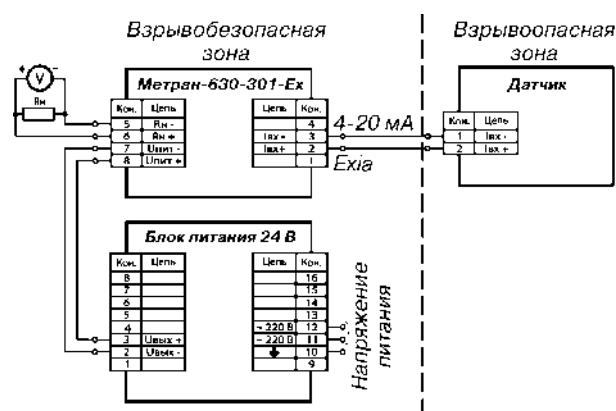 Взрывобезопасная
зона
Взрывоопасная
зона
+ V -
Rн
Метран-630-301-Ex
Кон. Цепь
5 Rн -
6 Rн +
7 Uпит -
8 Uпит +
Цепь Кон.
4
Iвх - 3
Iвх+ 2
1
4-20 мА
Exia
Датчик
Кон. Цепь
1 Iвх -
2 Iвх +
Блок питания 24 В
Кон. Цепь
8
7
6
5
4
3 Uвых +
2 Uвых -
1
Цепь Кон.
16
15
14
13
~ 220 В 12
~ 220 В 11
10
9
Напряжение
питания